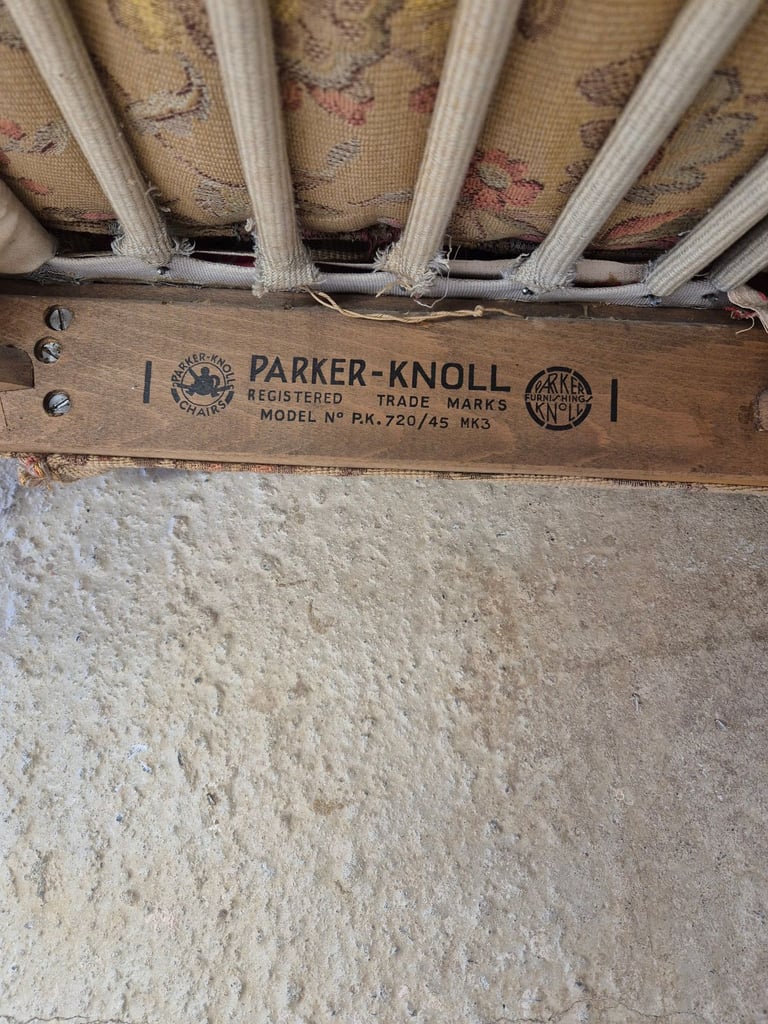 PARKER-KNOLL
CHAIRS
PARKER-KNOLL
REGISTERED TRADE MARKS
MODEL Nº P.K. 720/45 MK3
PARKER
FURNISHINGS
KNOLL